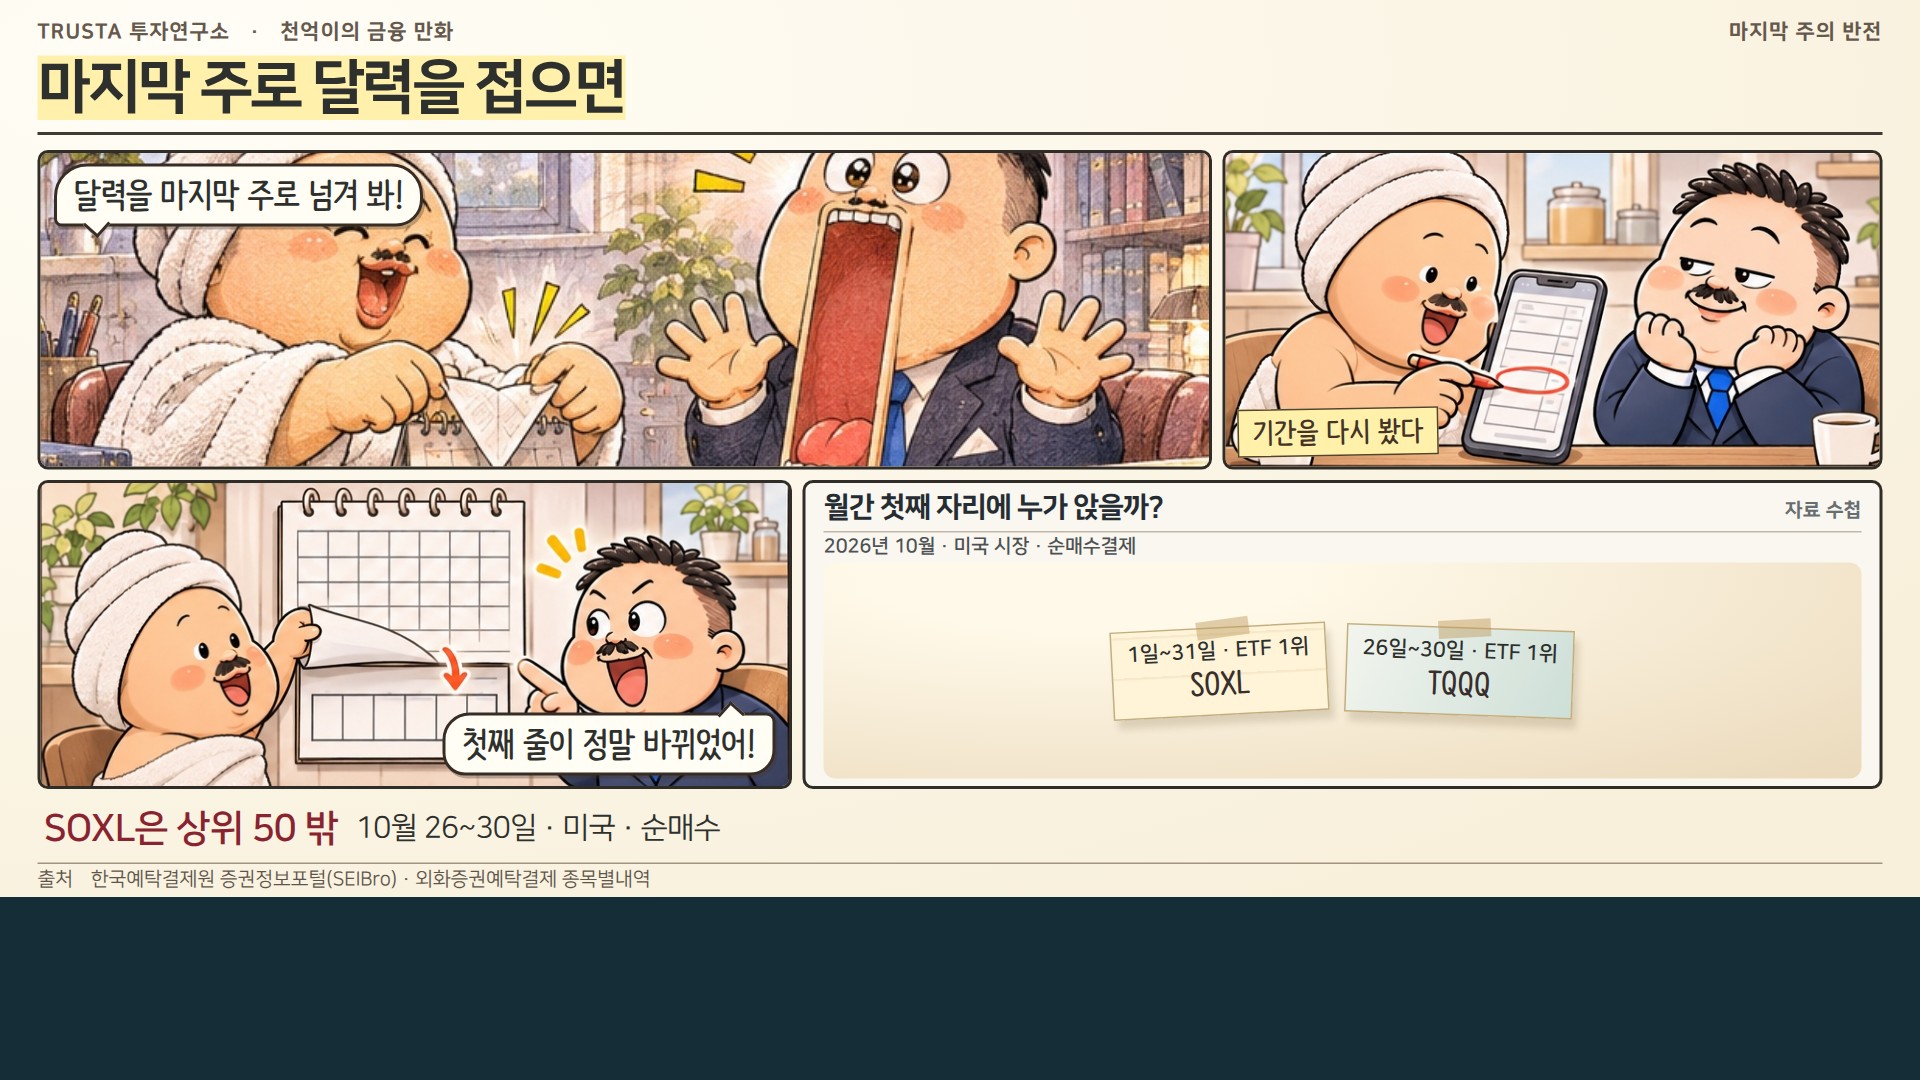 TRUSTA 투자연구소 · 천억이의 금융 만화
마지막 주의 반전
마지막 주로 달력을 접으면
달력을 마지막 주로 넘겨 봐!
기간을 다시 봤다
첫째 줄이 정말 바뀌었어!
월간 첫째 자리에 누가 앉을까?
자료 수첩
2026년 10월 · 미국 시장 · 순매수결제
1일~31일 · ETF 1위
SOXL
26일~30일 · ETF 1위
TQQQ
SOXL은 상위 50 밖 10월 26~30일 · 미국 · 순매수
출처 한국예탁결제원 증권정보포털(SEIBro) · 외화증권예탁결제 종목별내역